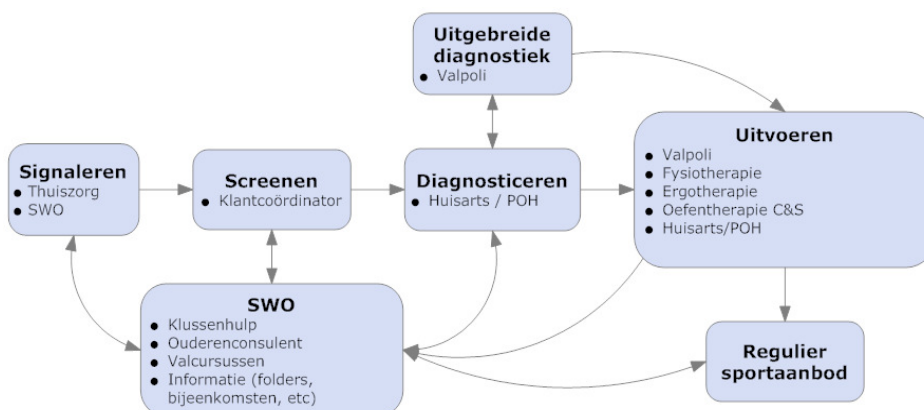 Uitgebreide
diagnostiek
● Valpoli
Signaleren
● Thuiszorg
● SWO
Screenen
● Klantcoördinator
Diagnosticeren
● Huisarts / POH
Uitvoeren
● Valpoli
● Fysiotherapie
● Ergotherapie
● Oefentherapie C&S
● Huisarts/POH
SWO
● Klussenhulp
● Ouderenconsulent
● Valcursussen
● Informatie (folders,
bijeenkomsten, etc)
Regulier
sportaanbod